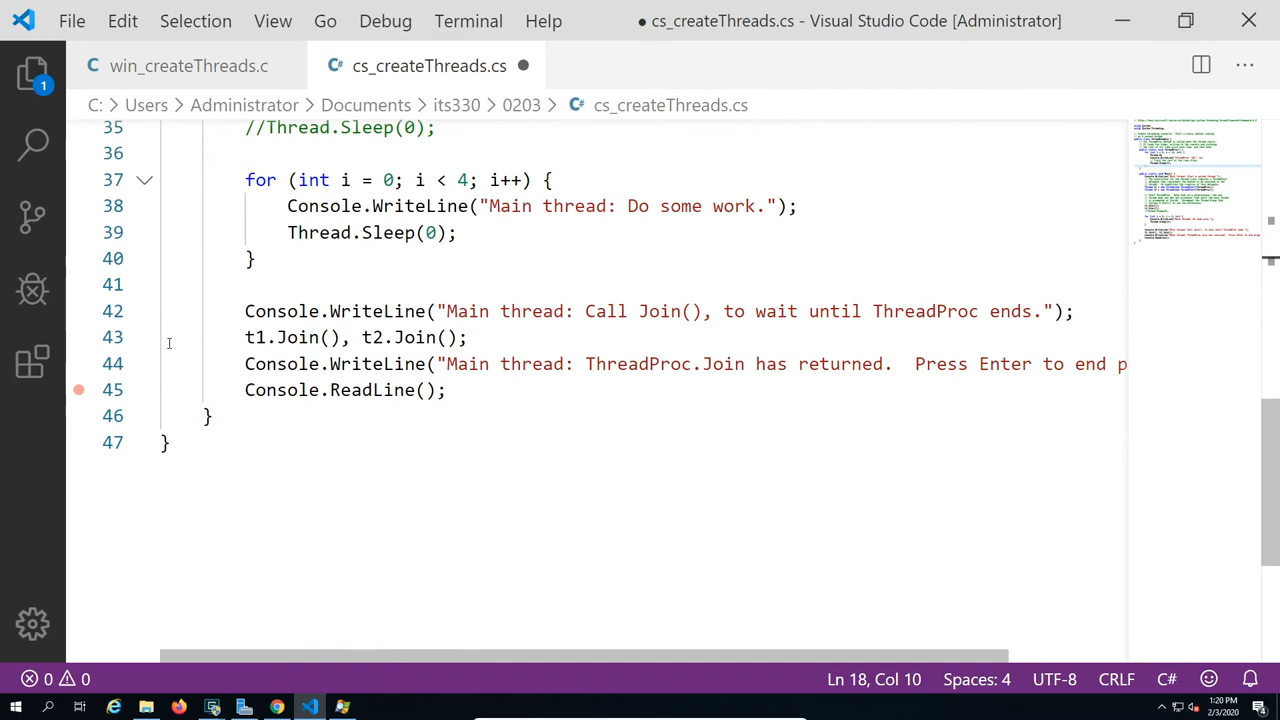 File Edit Selection View Go Debug Terminal Help ● cs_createThreads.cs - Visual Studio Code [Administrator]
C win_createThreads.c C# cs_createThreads.cs ●
1
C: > Users > Administrator > Documents > its330 > 0203 > C# cs_createThreads.cs
35 //Thread.Sleep(0);
36
37 for (int i = 0; i < 4; i++) {
38 Console.WriteLine("Main thread: Do some work.");
39 Thread.Sleep(0);
40 }
41
42 Console.WriteLine("Main thread: Call Join(), to wait until ThreadProc ends.");
43 t1.Join(), t2.Join();
44 Console.WriteLine("Main thread: ThreadProc.Join has returned.  Press Enter to end p
45 Console.ReadLine();
46 }
47 }
0 0 Ln 18, Col 10 Spaces: 4 UTF-8 CRLF C#
1:20 PM
2/3/2020
4